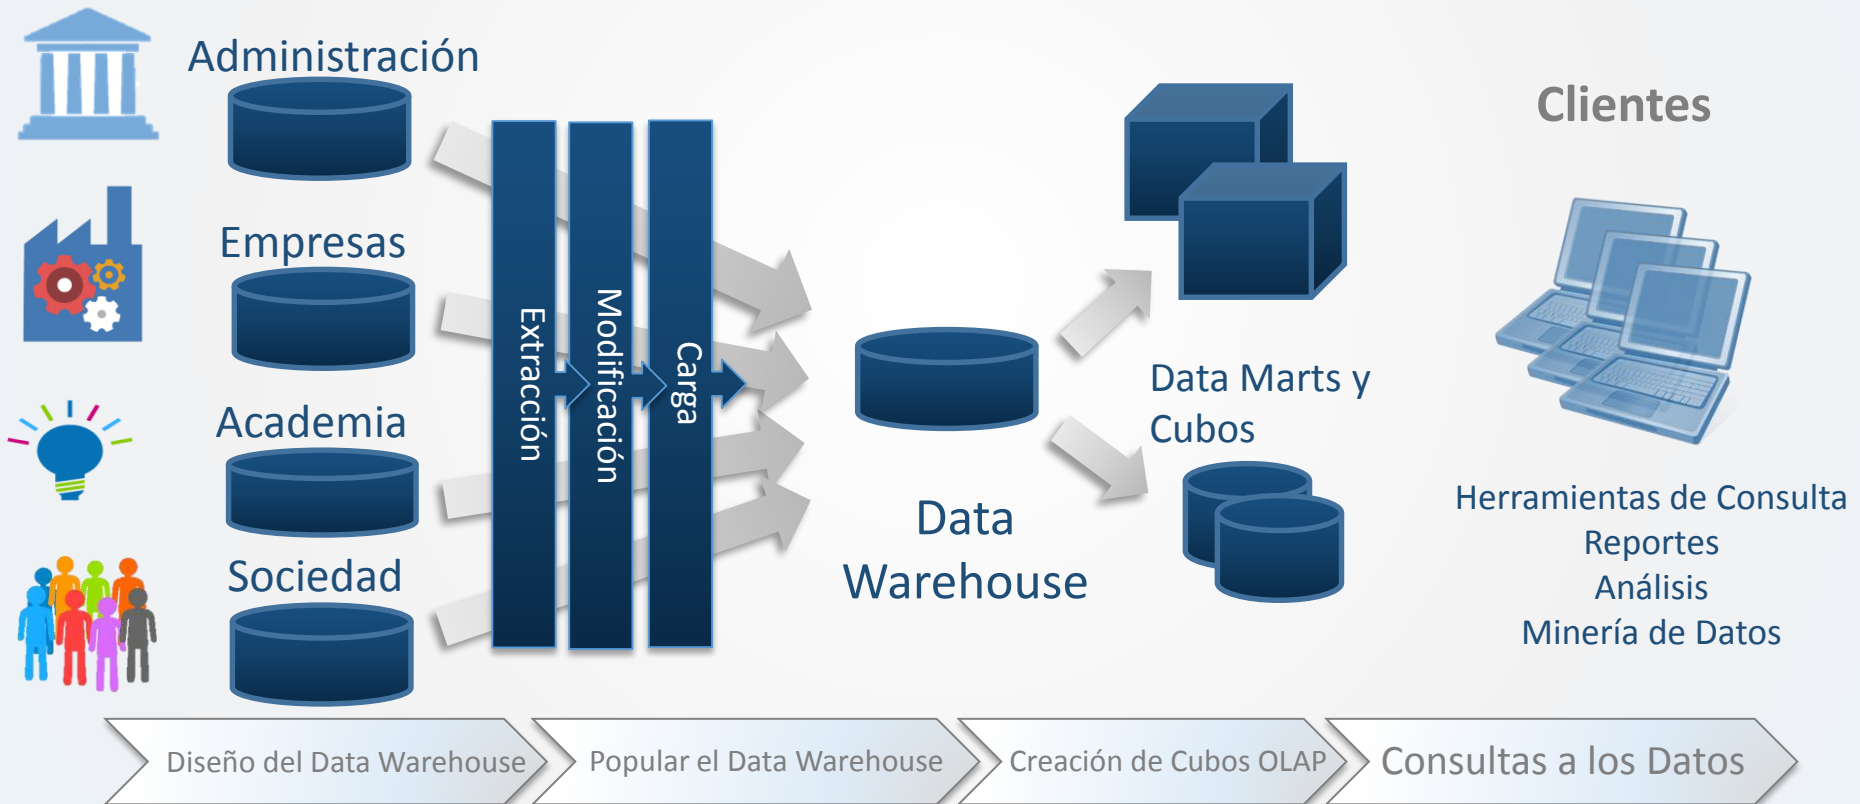 Administración
Empresas
Academia
Sociedad
Extracción
Modificación
Carga
Data
Warehouse
Data Marts y
Cubos
Clientes
Herramientas de Consulta
Reportes
Análisis
Minería de Datos
Diseño del Data Warehouse
Popular el Data Warehouse
Creación de Cubos OLAP
Consultas a los Datos